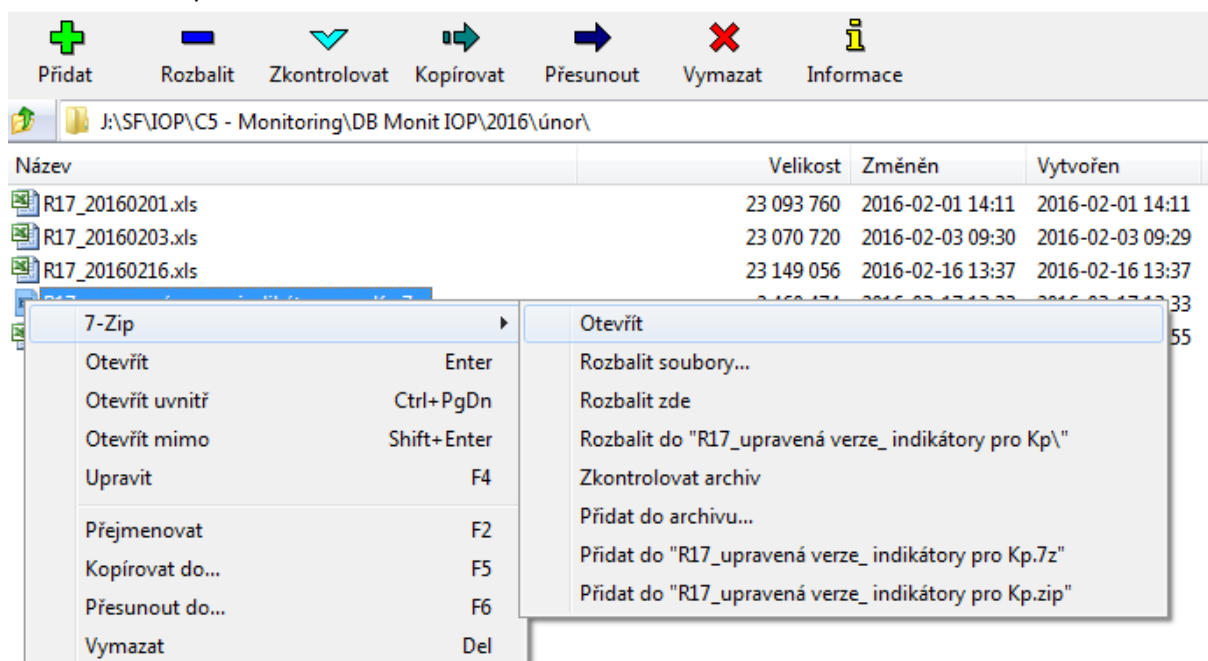 Přidat Rozbalit Zkontrolovat Kopírovat Přesunout Vymazat Informace
J:\SF\IOP\C5 - Monitoring\DB Monit IOP\2016\únor\
Název Velikost Změněn Vytvořen
R17_20160201.xls 23 093 760 2016-02-01 14:11 2016-02-01 14:11
R17_20160203.xls 23 070 720 2016-02-03 09:30 2016-02-03 09:29
R17_20160216.xls 23 149 056 2016-02-16 13:37 2016-02-16 13:37
33
55
7-Zip
Otevřít Enter
Otevřít uvnitř Ctrl+PgDn
Otevřít mimo Shift+Enter
Upravit F4
Přejmenovat F2
Kopírovat do... F5
Přesunout do... F6
Vymazat Del
Otevřít
Rozbalit soubory...
Rozbalit zde
Rozbalit do "R17_upravená verze_ indikátory pro Kp\"
Zkontrolovat archiv
Přidat do archivu...
Přidat do "R17_upravená verze_ indikátory pro Kp.7z"
Přidat do "R17_upravená verze_ indikátory pro Kp.zip"